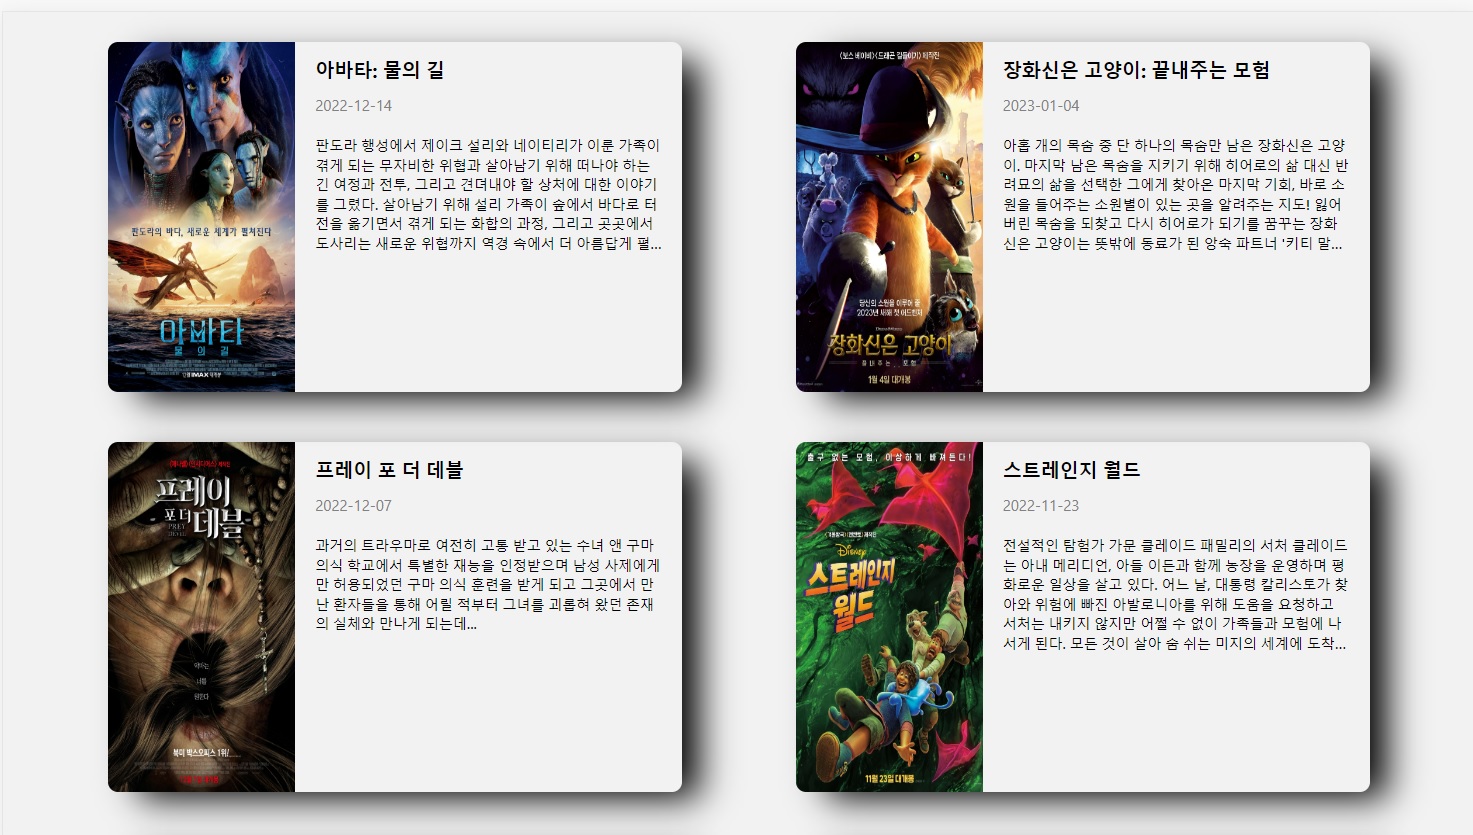 아바타: 물의 길
2022-12-14
판도라 행성에서 제이크 설리와 네이티리가 이룬 가족이
겪게 되는 무자비한 위협과 살아남기 위해 떠나야 하는
긴 여정과 전투, 그리고 견뎌내야 할 상처에 대한 이야기
를 그렸다. 살아남기 위해 설리 가족이 숲에서 바다로 터
전을 옮기면서 겪게 되는 화합의 과정, 그리고 곳곳에서
도사리는 새로운 위협까지 역경 속에서 더 아름답게 펼...
판도라의 바다, 새로운 세계가 펼쳐진다
아바타
물의 길
IMAX
장화신은 고양이: 끝내주는 모험
2023-01-04
아홉 개의 목숨 중 단 하나의 목숨만 남은 장화신은 고양
이. 마지막 남은 목숨을 지키기 위해 히어로의 삶 대신 반
려묘의 삶을 선택한 그에게 찾아온 마지막 기회, 바로 소
원을 들어주는 소원별이 있는 곳을 알려주는 지도! 잃어
버린 목숨을 되찾고 다시 히어로가 되기를 꿈꾸는 장화
신은 고양이는 뜻밖에 동료가 된 앙숙 파트너 '키티 말...
<보스 베이비> <드래곤 길들이기> 제작진
당신의 소원을 이루어 줄
2023년 새해 첫 어드벤처
장화신은 고양이
끝내주는 모험
1월 4일 대개봉
프레이 포 더 데블
2022-12-07
과거의 트라우마로 여전히 고통 받고 있는 수녀 앤 구마
의식 학교에서 특별한 재능을 인정받으며 남성 사제에게
만 허용되었던 구마 의식 훈련을 받게 되고 그곳에서 만
난 환자들을 통해 어릴 적부터 그녀를 괴롭혀 왔던 존재
의 실체와 만나게 되는데...
프레이
포 더
데블
PREY
DEVIL
악마는
너를
원한다
북미 박스오피스 1위!
스트레인지 월드
2022-11-23
전설적인 탐험가 가문 클레이드 패밀리의 서처 클레이드
는 아내 메리디언, 아들 이든과 함께 농장을 운영하며 평
화로운 일상을 살고 있다. 어느 날, 대통령 칼리스토가 찾
아와 위험에 빠진 아발로니아를 위해 도움을 요청하고
서처는 내키지 않지만 어쩔 수 없이 가족들과 모험에 나
서게 된다. 모든 것이 살아 숨 쉬는 미지의 세계에 도착...
출구 없는 모험, 이상하게 빠져든다!
Disney
스트레인지
월드
11월 23일 대개봉